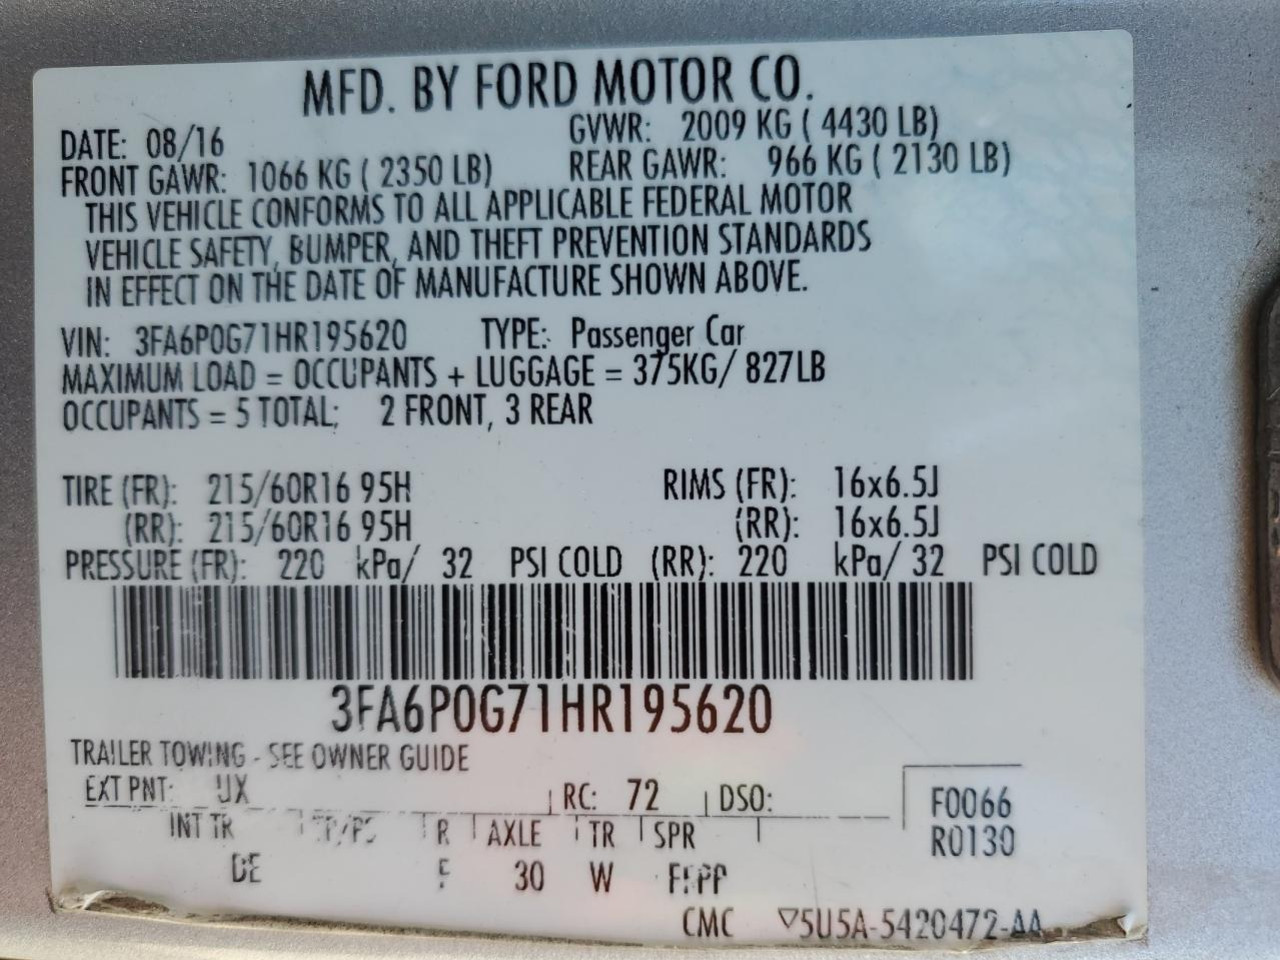 MFD. BY FORD MOTOR CO.
DATE: 08/16 GVWR: 2009 KG ( 4430 LB)
FRONT GAWR: 1066 KG ( 2350 LB) REAR GAWR: 966 KG ( 2130 LB)
THIS VEHICLE CONFORMS TO ALL APPLICABLE FEDERAL MOTOR
VEHICLE SAFETY, BUMPER, AND THEFT PREVENTION STANDARDS
IN EFFECT ON THE DATE OF MANUFACTURE SHOWN ABOVE.
VIN: 3FA6P0G71HR195620 TYPE: Passenger Car
MAXIMUM LOAD = OCCUPANTS + LUGGAGE = 375KG/ 827LB
OCCUPANTS = 5 TOTAL; 2 FRONT, 3 REAR
TIRE (FR): 215/60R16 95H RIMS (FR): 16x6.5J
(RR): 215/60R16 95H (RR): 16x6.5J
PRESSURE (FR): 220 kPa/ 32 PSI COLD (RR): 220 kPa/ 32 PSI COLD
3FA6P0G71HR195620
TRAILER TOWING - SEE OWNER GUIDE
EXT PNT: UX RC: 72 DSO: F0066
INT TR R AXLE TR SPR R0130
DE 30 W
CMC ▽5U5A-5420472-AA